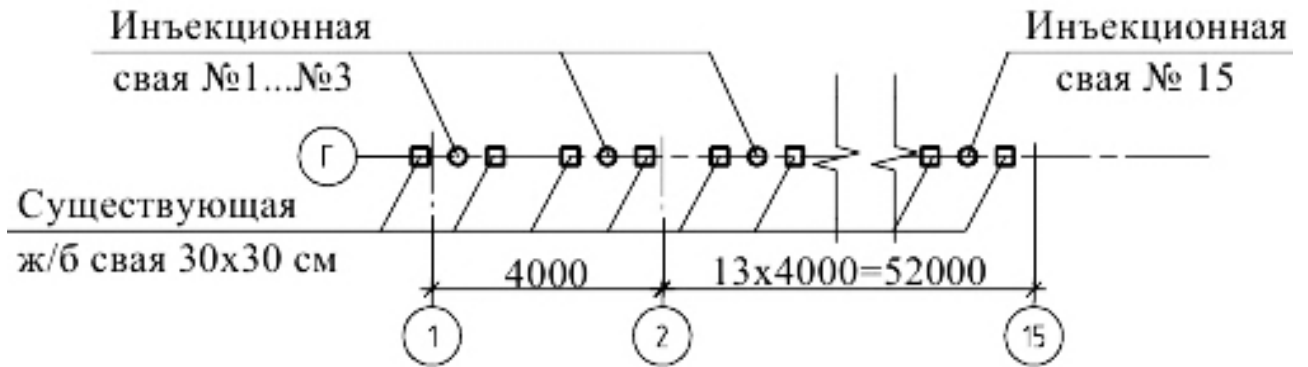 Инъекционная
свая №1...№3
Инъекционная
свая № 15
Г
Существующая
ж/б свая 30х30 см
4000
13х4000=52000
1
2
15